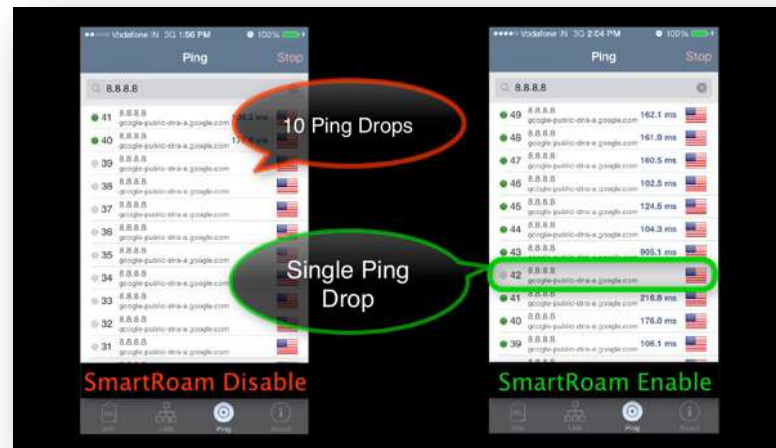 Vodafone IN 3G 1:56 PM 100%
Ping Stop
8.8.8.8
41 8.8.8.8
google-public-dns-a.google.com
40 8.8.8.8
google-public-dns-a.google.com
39 8.8.8.8
google-public-dns-a.google.com
38 8.8.8.8
google-public-dns-a.google.com
37 8.8.8.8
google-public-dns-a.google.com
36 8.8.8.8
google-public-dns-a.google.com
35 8.8.8.8
google-public-dns-a.google.com
34 8.8.8.8
google-public-dns-a.google.com
33 8.8.8.8
google-public-dns-a.google.com
32 8.8.8.8
google-public-dns-a.google.com
31 8.8.8.8
google-public-dns-a.google.com
SmartRoam Disable
Ping
About
10 Ping Drops
Single Ping
Drop
Vodafone IN 3G 2:04 PM 100%
Ping Stop
8.8.8.8
49 8.8.8.8 162.1 ms
google-public-dns-a.google.com
48 8.8.8.8 161.9 ms
google-public-dns-a.google.com
47 8.8.8.8 160.5 ms
google-public-dns-a.google.com
46 8.8.8.8 102.5 ms
google-public-dns-a.google.com
45 8.8.8.8 124.6 ms
google-public-dns-a.google.com
44 8.8.8.8 104.3 ms
google-public-dns-a.google.com
43 8.8.8.8 905.1 ms
google-public-dns-a.google.com
42 8.8.8.8
google-public-dns-a.google.com
41 8.8.8.8 216.8 ms
google-public-dns-a.google.com
40 8.8.8.8 176.0 ms
google-public-dns-a.google.com
39 8.8.8.8 106.1 ms
google-public-dns-a.google.com
SmartRoam Enable
Ping
About